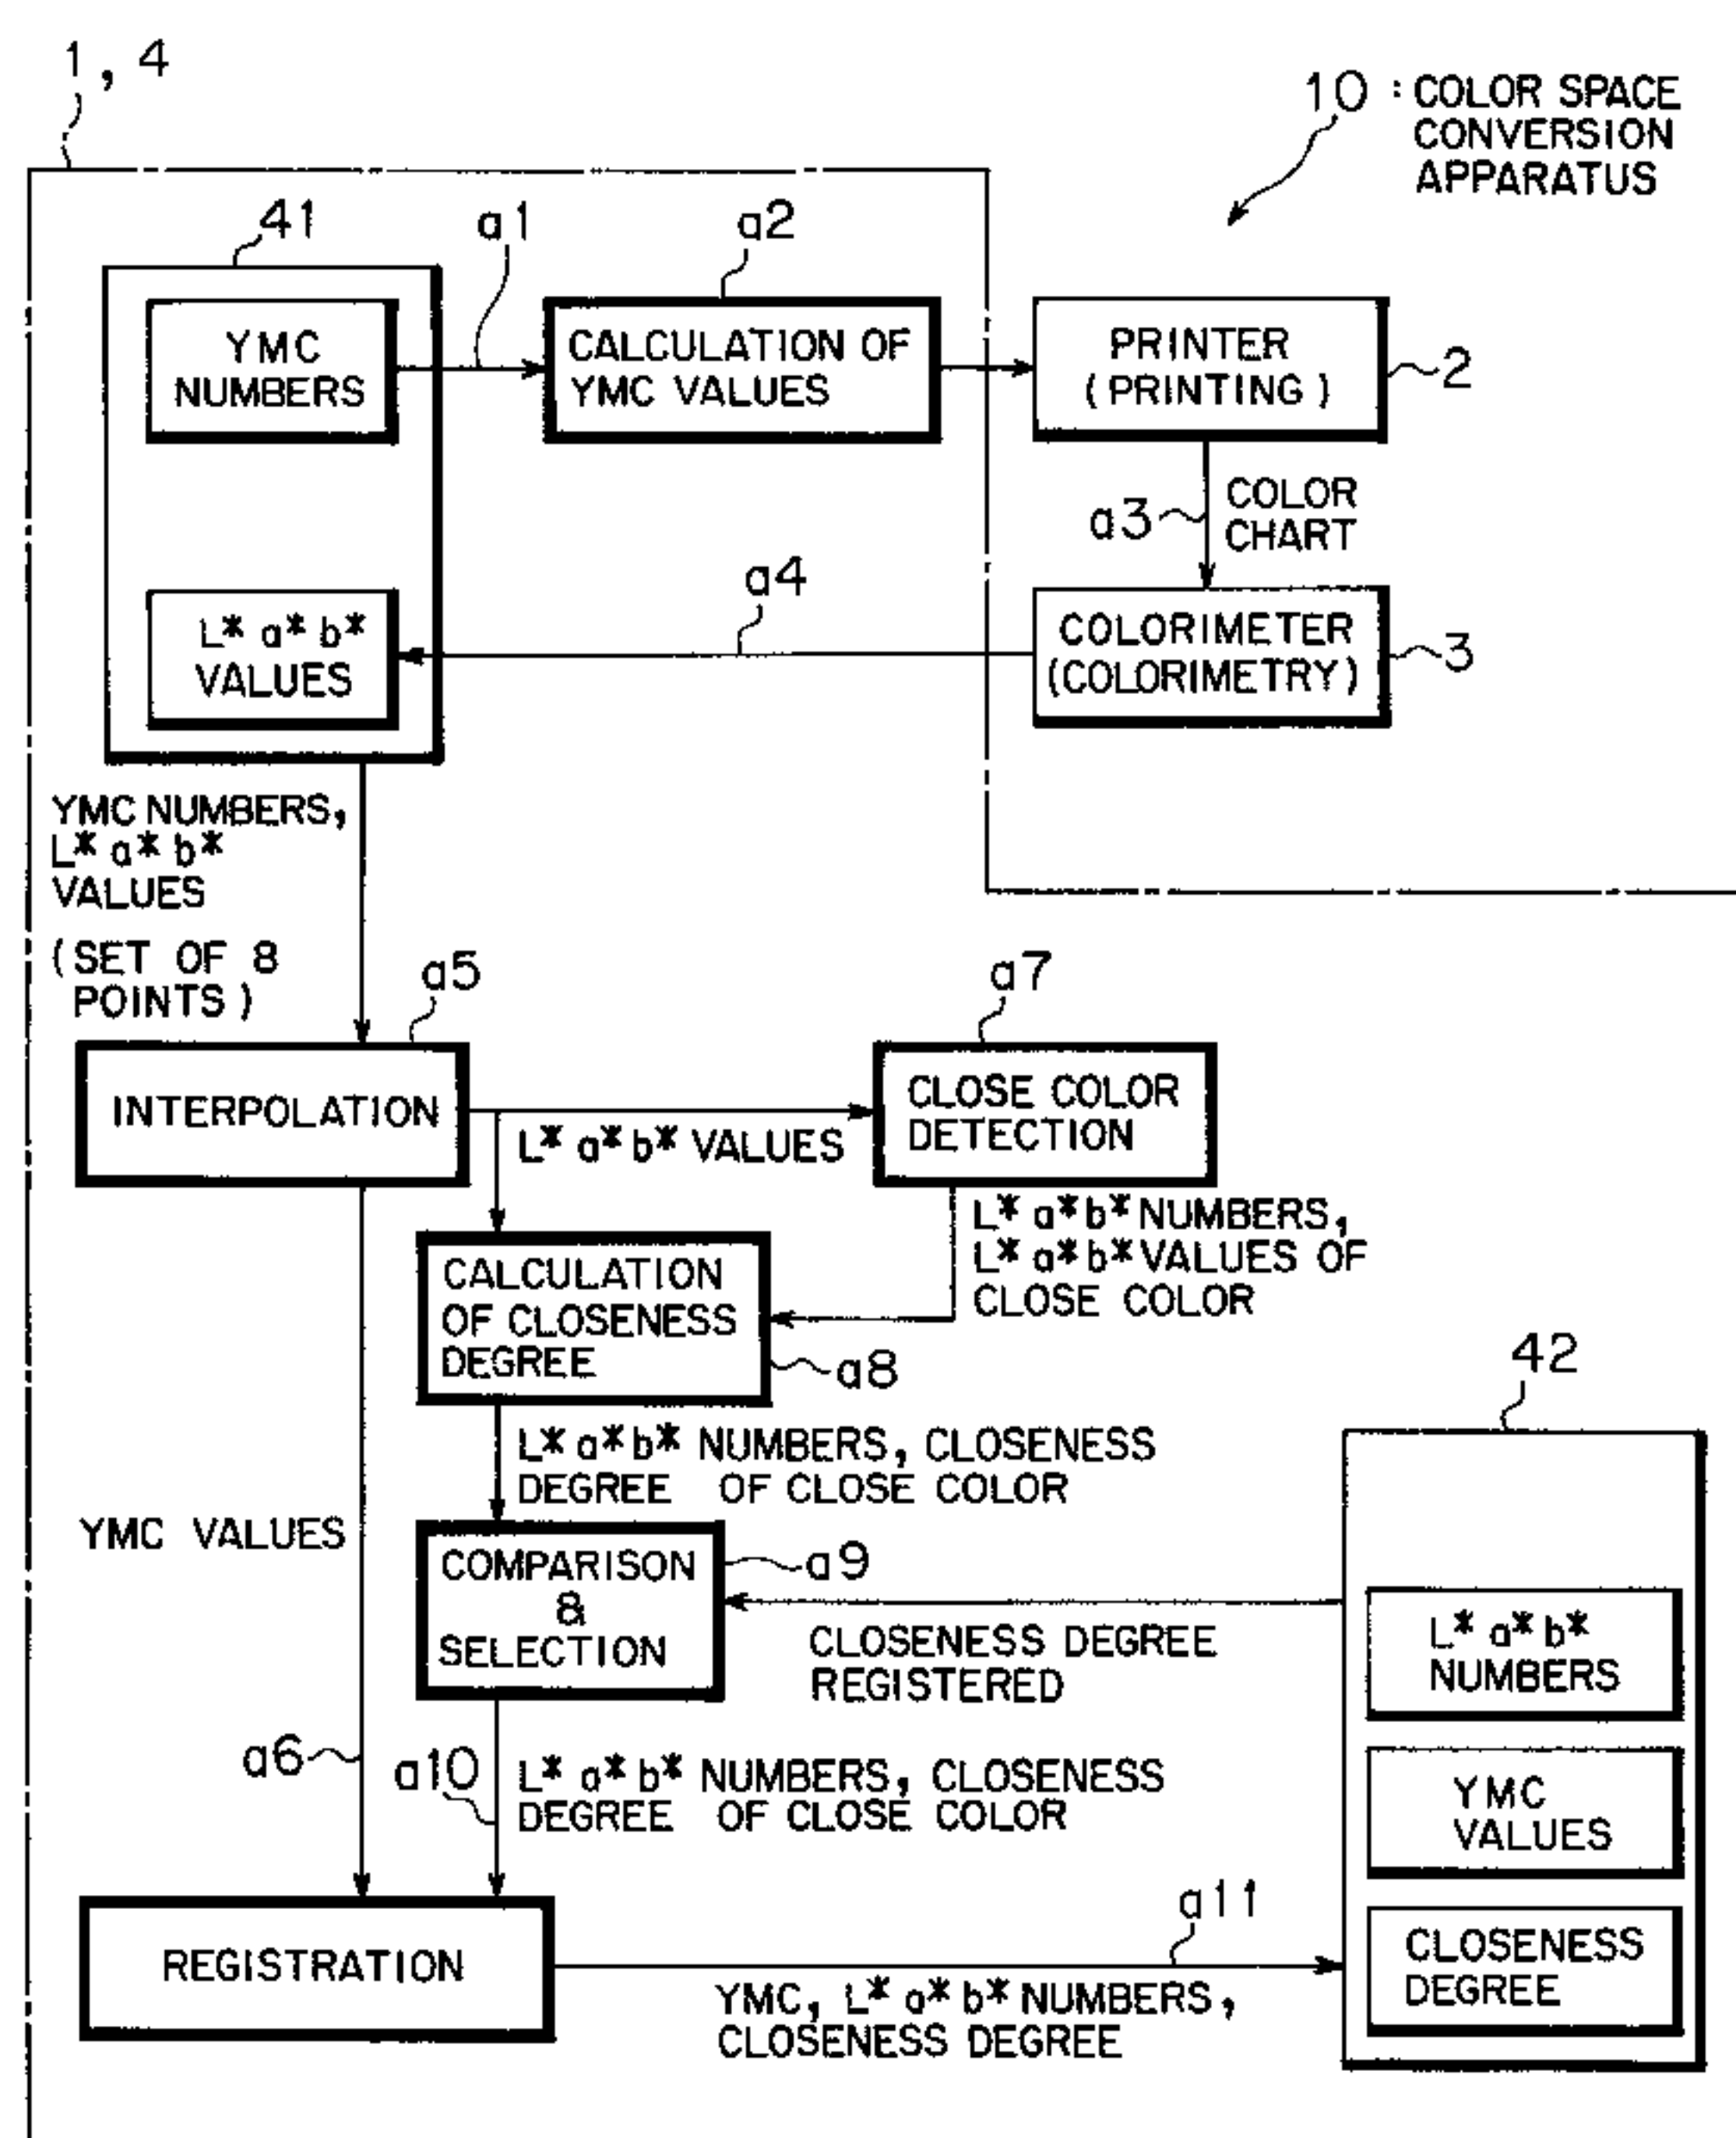 1, 4
10 : COLOR SPACE
CONVERSION
APPARATUS
41
a1
a2
YMC
NUMBERS
CALCULATION OF
YMC VALUES
PRINTER
(PRINTING)
2
a3
COLOR
CHART
a4
L* a* b*
VALUES
COLORIMETER
(COLORIMETRY)
3
YMC NUMBERS,
L* a* b*
VALUES
(SET OF 8
POINTS)
a5
a7
INTERPOLATION
L* a* b* VALUES
CLOSE COLOR
DETECTION
L* a* b* NUMBERS,
L* a* b* VALUES OF
CLOSE COLOR
CALCULATION
OF CLOSENESS
DEGREE
a8
42
L* a* b* NUMBERS, CLOSENESS
DEGREE OF CLOSE COLOR
YMC VALUES
COMPARISON
&
SELECTION
a9
CLOSENESS DEGREE
REGISTERED
L* a* b*
NUMBERS
a6
a10
L* a* b* NUMBERS, CLOSENESS
DEGREE OF CLOSE COLOR
YMC
VALUES
a11
REGISTRATION
YMC, L* a* b* NUMBERS,
CLOSENESS DEGREE
CLOSENESS
DEGREE